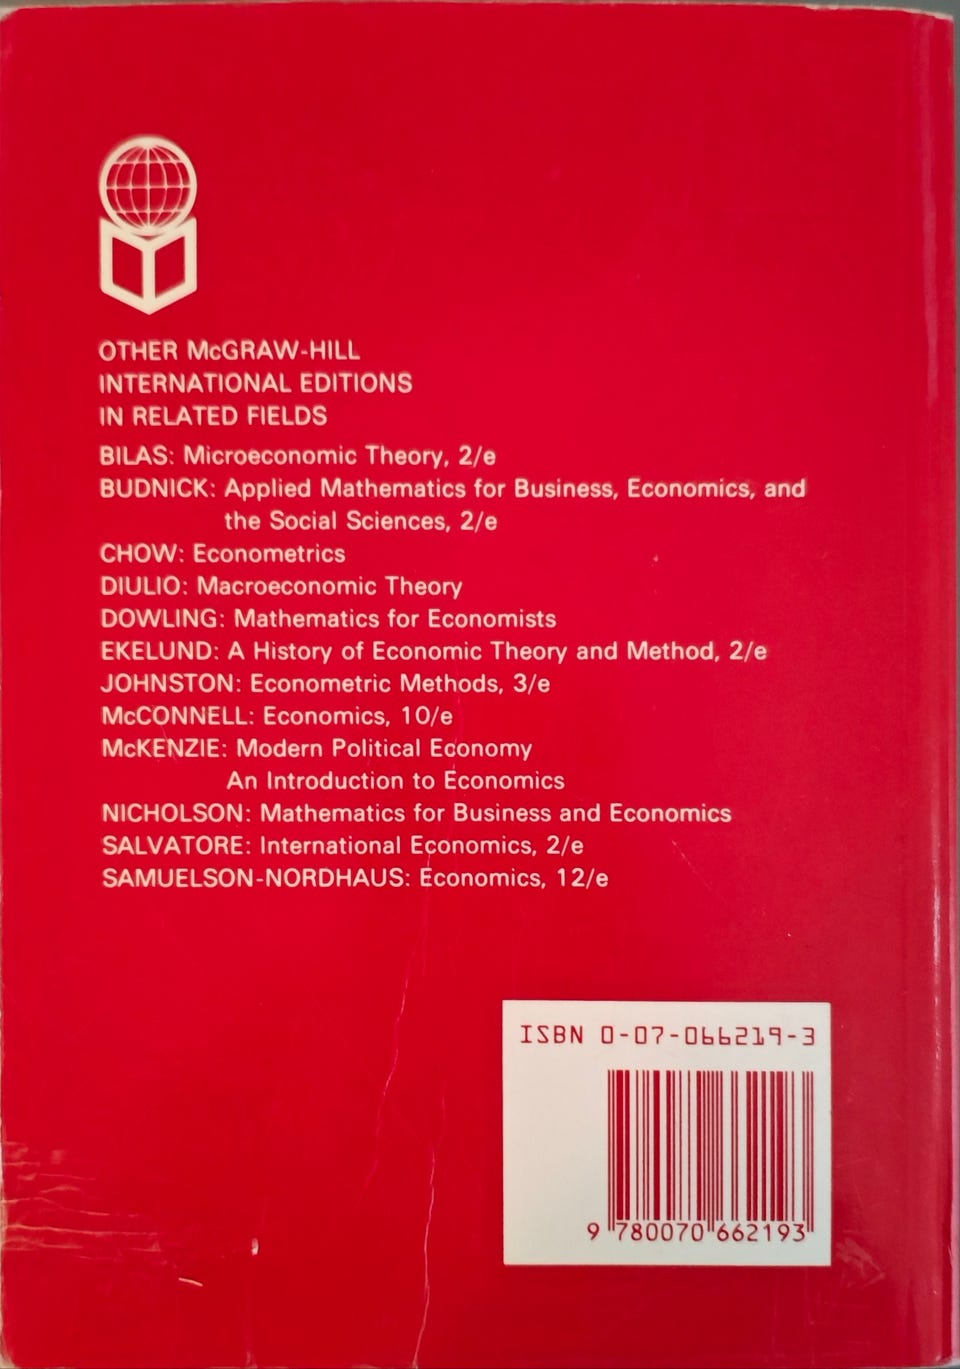 OTHER McGRAW-HILL
INTERNATIONAL EDITIONS
IN RELATED FIELDS
BILAS: Microeconomic Theory, 2/e
BUDNICK: Applied Mathematics for Business, Economics, and
the Social Sciences, 2/e
CHOW: Econometrics
DIULIO: Macroeconomic Theory
DOWLING: Mathematics for Economists
EKELUND: A History of Economic Theory and Method, 2/e
JOHNSTON: Econometric Methods, 3/e
McCONNELL: Economics, 10/e
McKENZIE: Modern Political Economy
An Introduction to Economics
NICHOLSON: Mathematics for Business and Economics
SALVATORE: International Economics, 2/e
SAMUELSON-NORDHAUS: Economics, 12/e
ISBN 0-07-066219-3
9 780070 662193